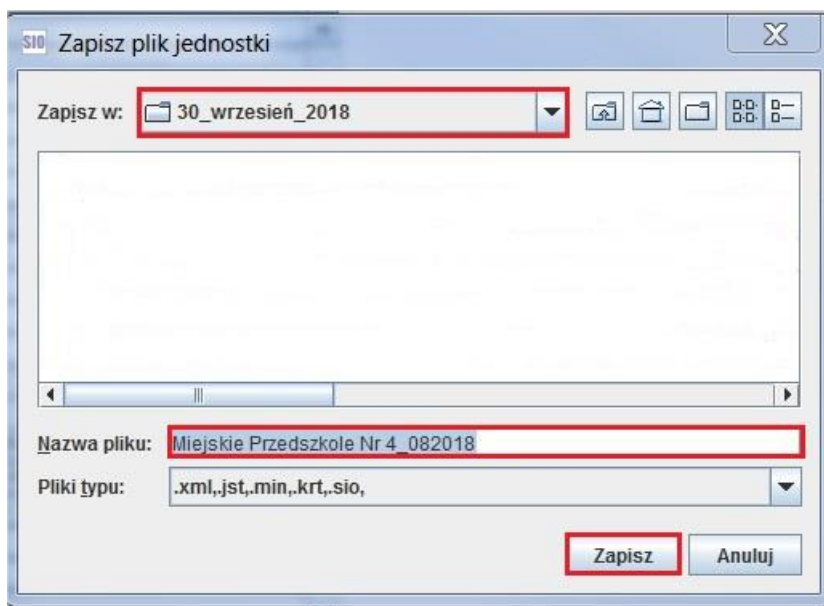 SIO Zapisz plik jednostki
Zapisz w: 30_wrzesień_2018
Nazwa pliku: Miejskie Przedszkole Nr 4_082018
Pliki typu: .xml,.jst,.min,.krt,.sio,
Zapisz Anuluj